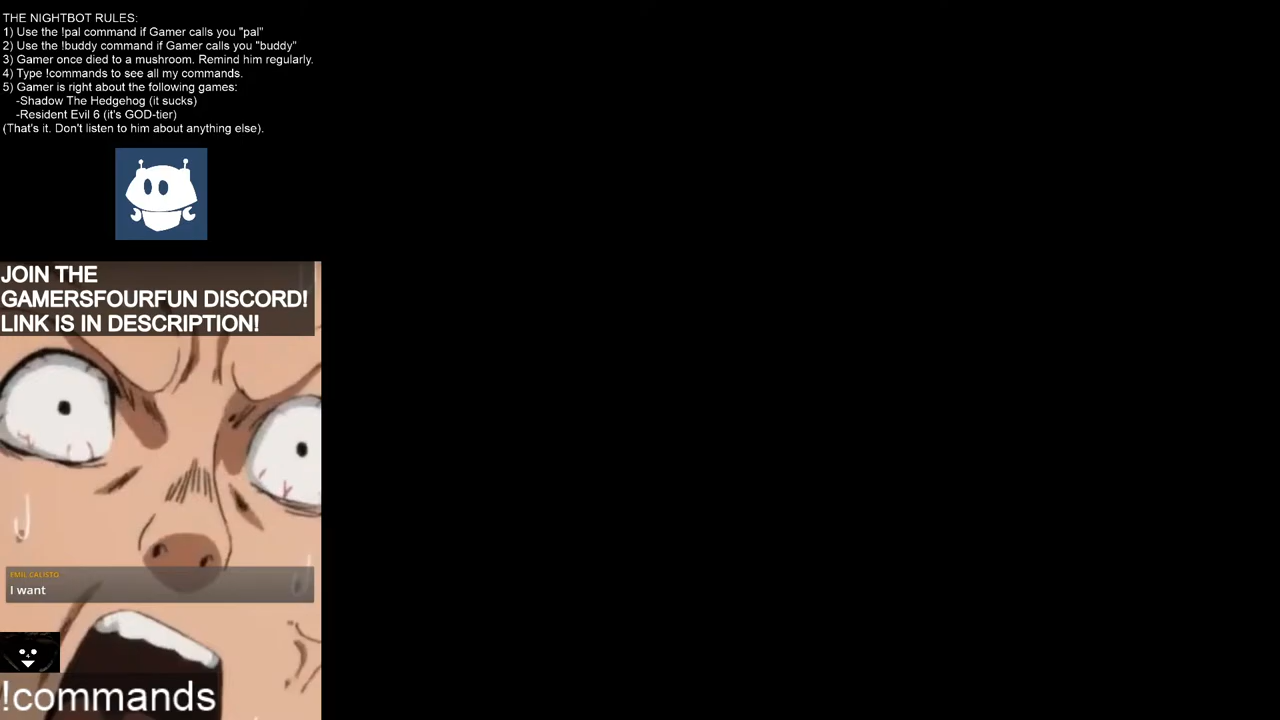 THE NIGHTBOT RULES:
1) Use the !pal command if Gamer calls you "pal"
2) Use the !buddy command if Gamer calls you "buddy"
3) Gamer once died to a mushroom. Remind him regularly.
4) Type !commands to see all my commands.
5) Gamer is right about the following games:
-Shadow The Hedgehog (it sucks)
-Resident Evil 6 (it's GOD-tier)
(That's it. Don't listen to him about anything else).
JOIN THE
GAMERSFOURFUN DISCORD!
LINK IS IN DESCRIPTION!
EMIL CALISTO
I want
!commands